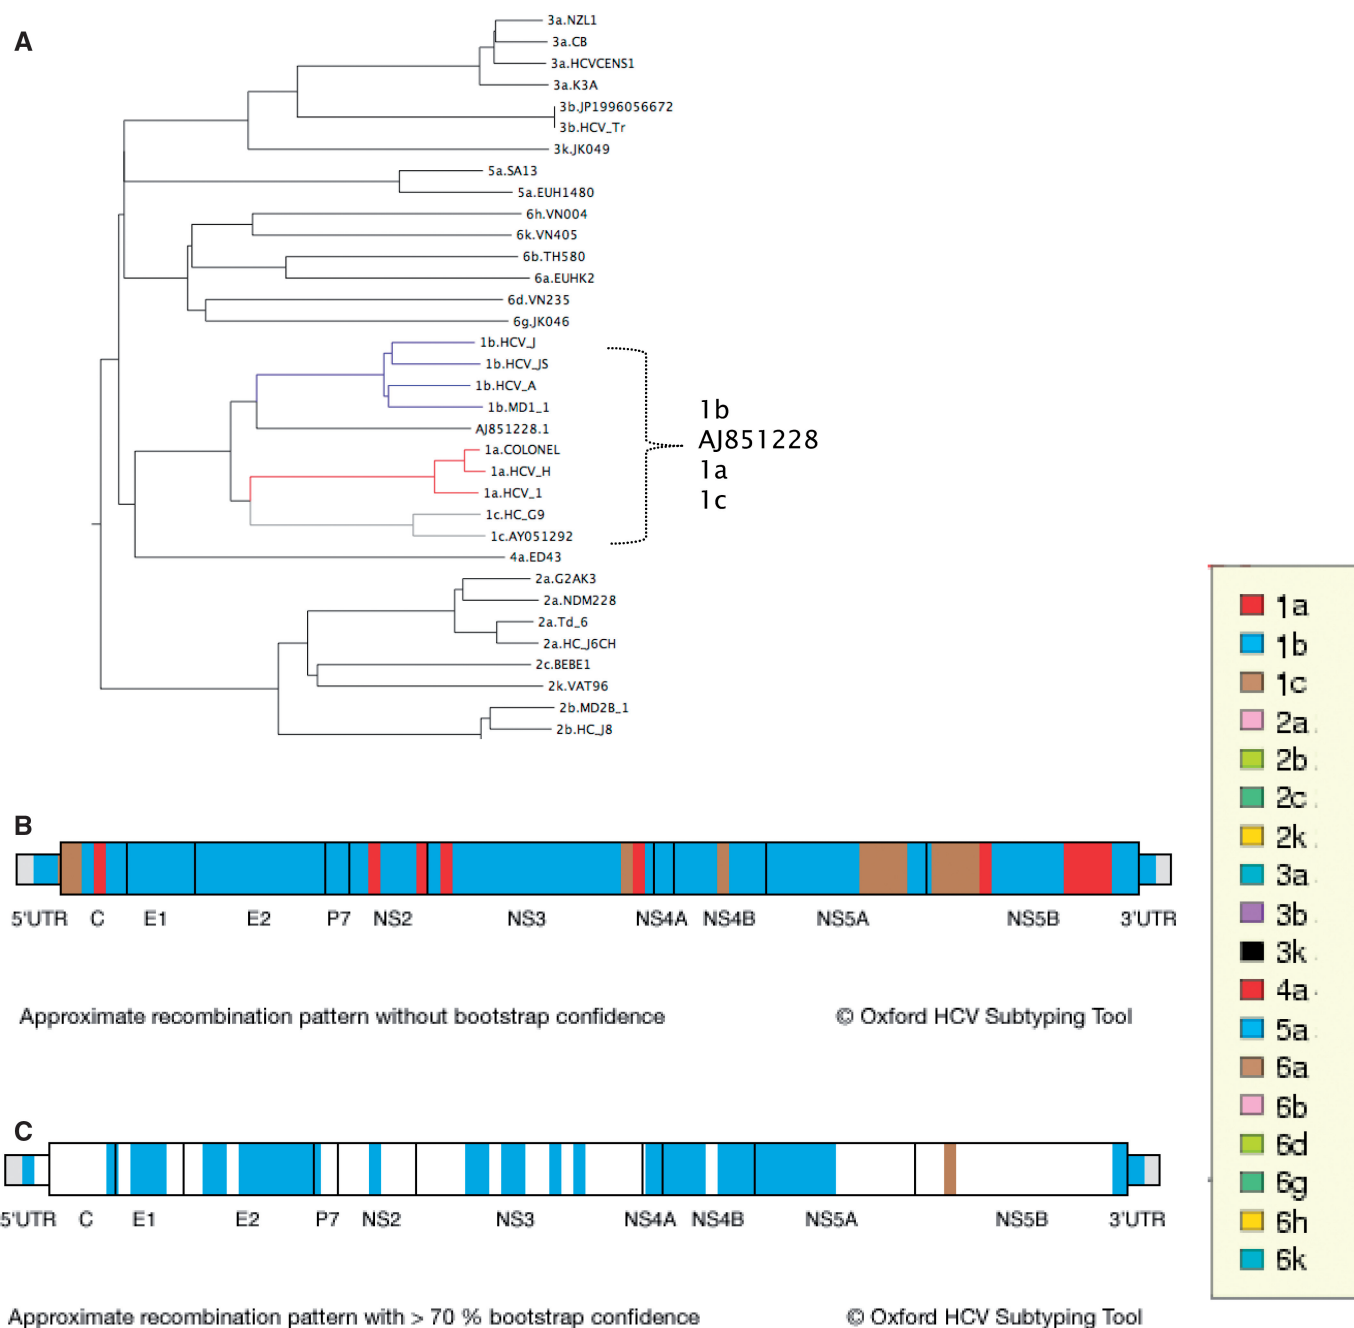 A
3a.NZL1
3a.CB
3a.HCVCENS1
3a.K3A
3b.JP1996056672
3b.HCV_Tr
3k.JK049
5a.SA13
5a.EUH1480
6h.VN004
6k.VN405
6b.TH580
6a.EUHK2
6d.VN235
6g.JK046
1b.HCV_J
1b.HCV_JS
1b.HCV_A
1b.MD1_1
AJ851228.1
1a.COLONEL
1a.HCV_H
1a.HCV_1
1c.HC_G9
1c.AY051292
4a.ED43
2a.G2AK3
2a.NDM228
2a.Td_6
2a.HC_J6CH
2c.BEBE1
2k.VAT96
2b.MD2B_1
2b.HC_J8
1b
AJ851228
1a
1c
1a
1b
1c
2a
2b
2c
2k
3a
3b
3k
4a
5a
6a
6b
6d
6g
6h
6k
B
5'UTR C E1 E2 P7 NS2 NS3 NS4A NS4B NS5A NS5B 3'UTR
Approximate recombination pattern without bootstrap confidence © Oxford HCV Subtyping Tool
C
5'UTR C E1 E2 P7 NS2 NS3 NS4A NS4B NS5A NS5B 3'UTR
Approximate recombination pattern with > 70 % bootstrap confidence © Oxford HCV Subtyping Tool